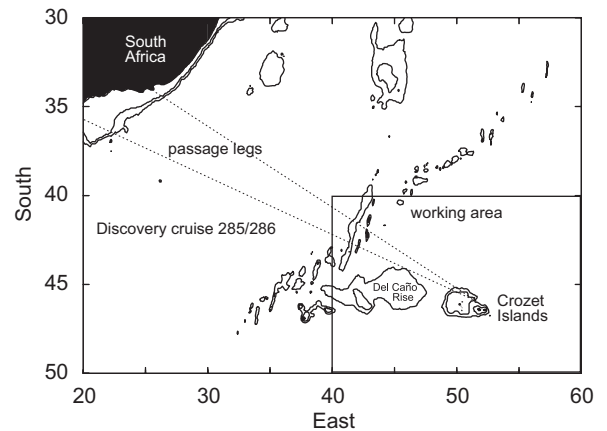 30
South
Africa
35
passage legs
South
40
working area
Discovery cruise 285/286
45
Del Caño
Rise
Crozet
Islands
50
20
30
40
50
60
East